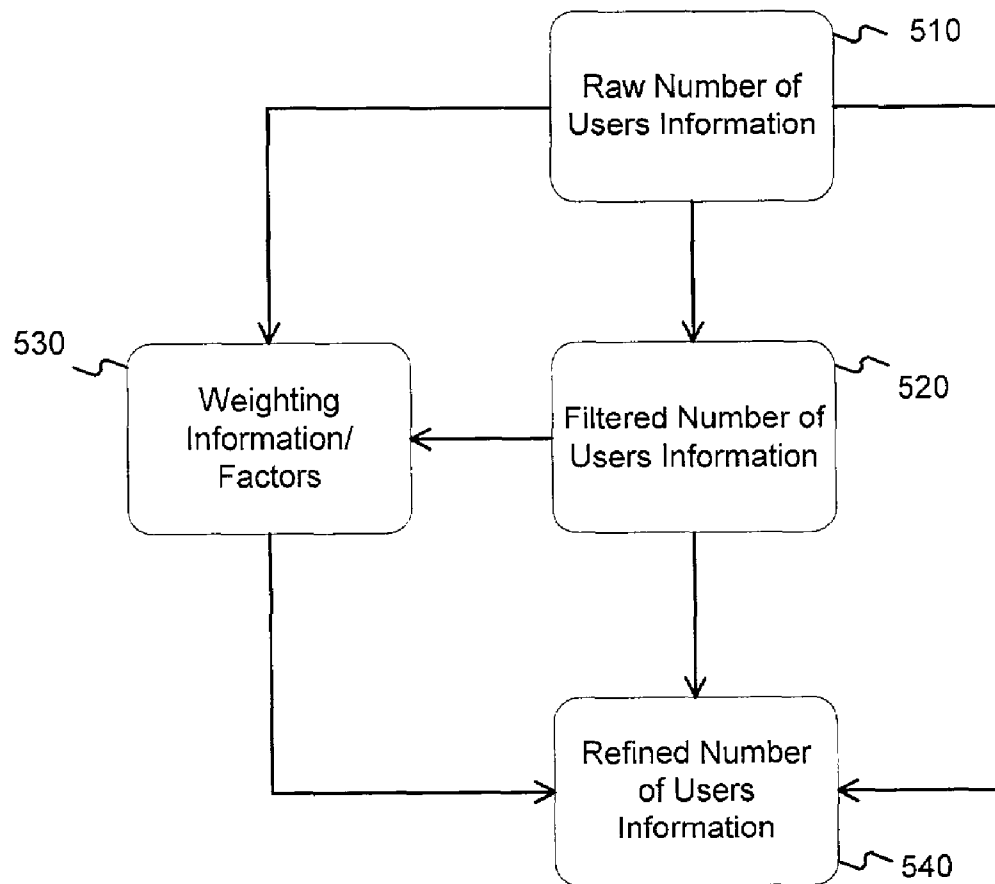 510
Raw Number of
Users Information
530
520
Weighting
Information/
Factors
Filtered Number of
Users Information
Refined Number
of Users
Information
540